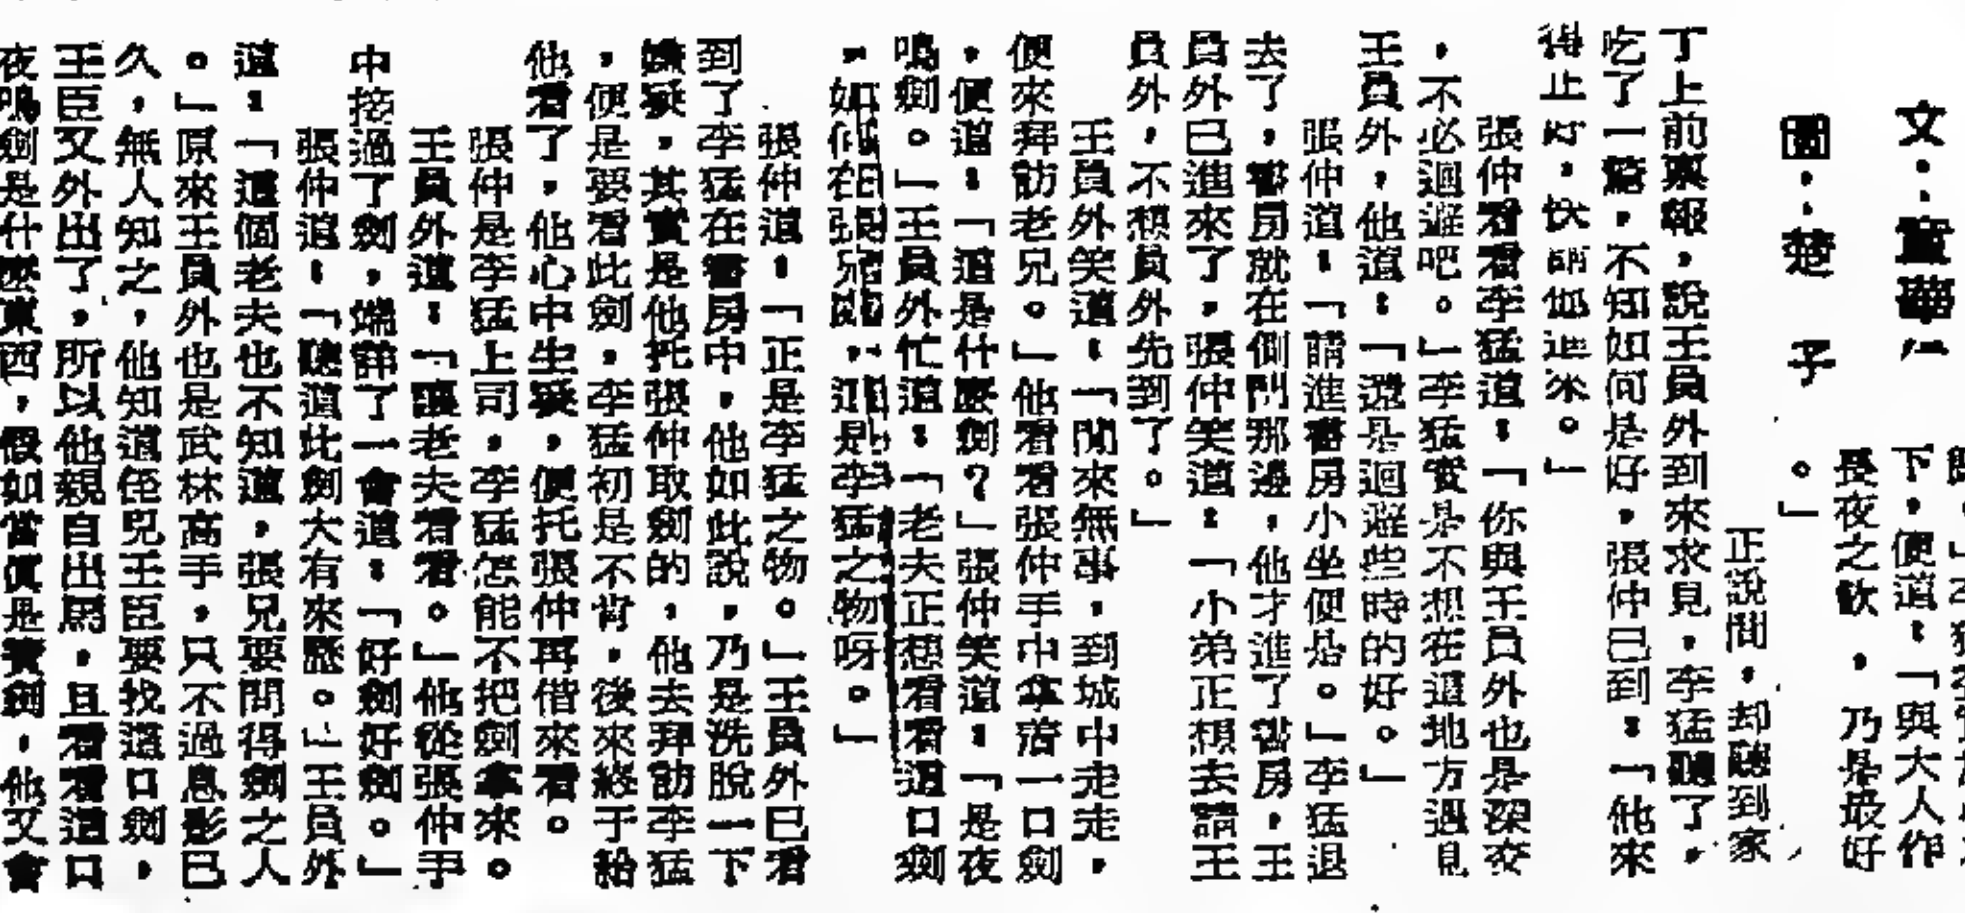 文：
圖：楚子
下，便道：「與大人作
長夜之飲，乃是最好
。」
正說間，却聽到家
丁上前禀報，說王員外到來求見，李猛聽了，
吃了一驚，不知如何是好，張仲已到：「他來
得正好，快請他進來。」
張仲看看李猛道：「你與王員外也是深交
，不必迴避吧。」李猛實是不想在這地方遇見
王員外，他道：「還是迴避些時的好。」
張仲道：「請進書房小坐便是。」李猛退
去了，書房就在側門那邊，他才進了書房，王
員外已進來了，張仲笑道：「小弟正想去請王
員外，不想員外先到了。」
王員外笑道：「閒來無事，到城中走走，
便來拜訪老兄。」他看看張仲手中拿着一口劍
，便道：「這是什麼劍？」張仲笑道：「是夜
鳴劍。」王員外忙道：「老夫正想看看這口劍
，如何在張兄，這是李猛之物呀。」
張仲道：「正是李猛之物。」王員外已看
到了李猛在書房中，他如此說，乃是洗脫一下
嫌疑，其實是他托張仲取劍的，他去拜訪李猛
，便是要看此劍，李猛初是不肯，後來終于給
他看了，他心中生疑，便托張仲再借來看。
張仲是李猛上司，李猛怎能不把劍拿來。
王員外道：「讓老夫看看。」他從張仲手
中接過了劍，端詳了一會道：「好劍好劍。」
張仲道：「聽道此劍大有來歷。」王員外
道：「這個老夫也不知道，張兄要問得劍之人
。」原來王員外也是武林高手，只不過息影已
久，無人知之，他知道侄兒王臣要找這口劍，
王臣又外出了，所以他親自出馬，且看看這口
夜鳴劍是什麼東西，假如當真是寶劍，他又會